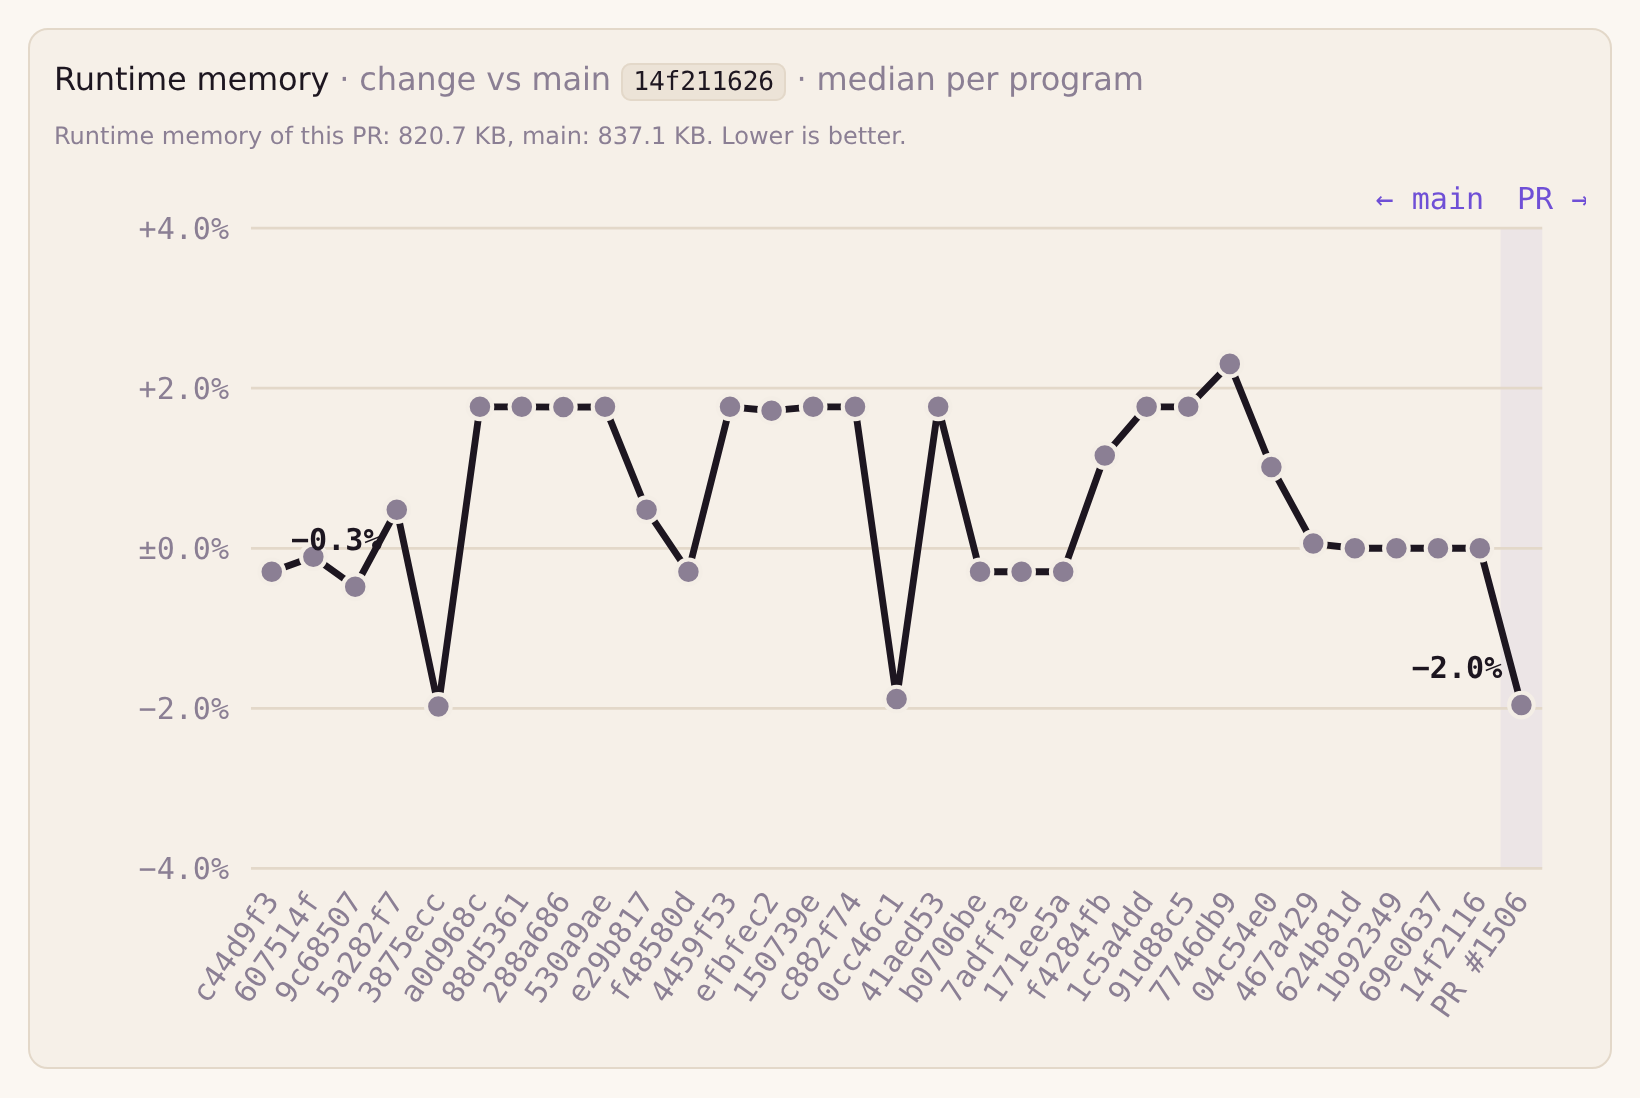 Runtime memory · change vs main 14f211626 · median per program
Runtime memory of this PR: 820.7 KB, main: 837.1 KB. Lower is better.
← main PR →
+4.0%
+2.0%
±0.0%
−2.0%
−4.0%
−0.3%
−2.0%
c44d9f3
607514f
9c68507
5a282f7
3875ecc
a0d968c
88d5361
288a686
530a9ae
e29b817
f48580d
4459f53
efbfec2
150739e
c882f74
0cc46c1
41aed53
b0706be
7adff3e
171ee5a
f4284fb
1c5a4dd
91d88c5
7746db9
04c54e0
467a429
624b81d
1b92349
69e0637
14f2116
PR #1506